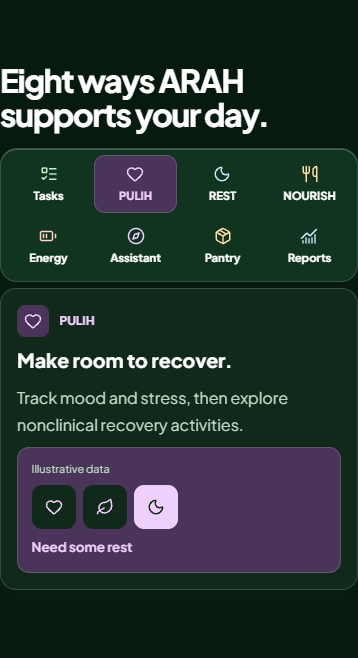 Eight ways ARAH
supports your day.
Tasks
PULIH
REST
NOURISH
Energy
Assistant
Pantry
Reports
PULIH
Make room to recover.
Track mood and stress, then explore
nonclinical recovery activities.
Illustrative data
Need some rest